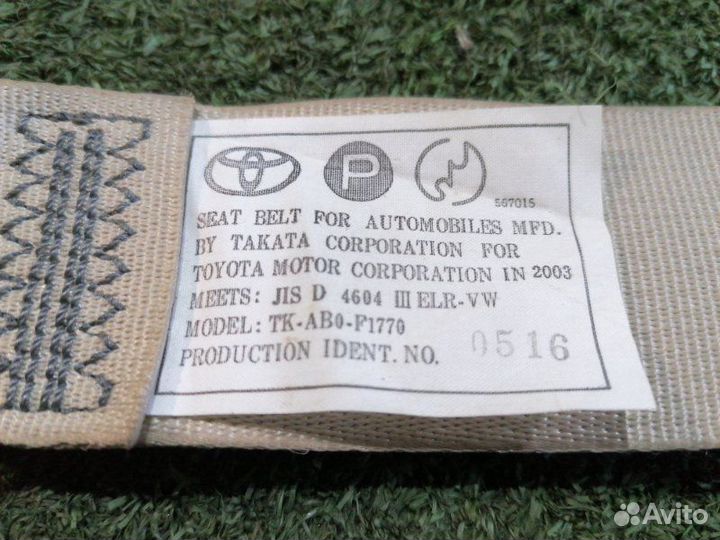 P
567015
SEAT BELT FOR AUTOMOBILES MFD.
BY TAKATA CORPORATION FOR
TOYOTA MOTOR CORPORATION IN 2003
MEETS: JIS D 4604 III ELR-VW
MODEL: TK-AB0-F1770
PRODUCTION IDENT. NO. 0516
Avito